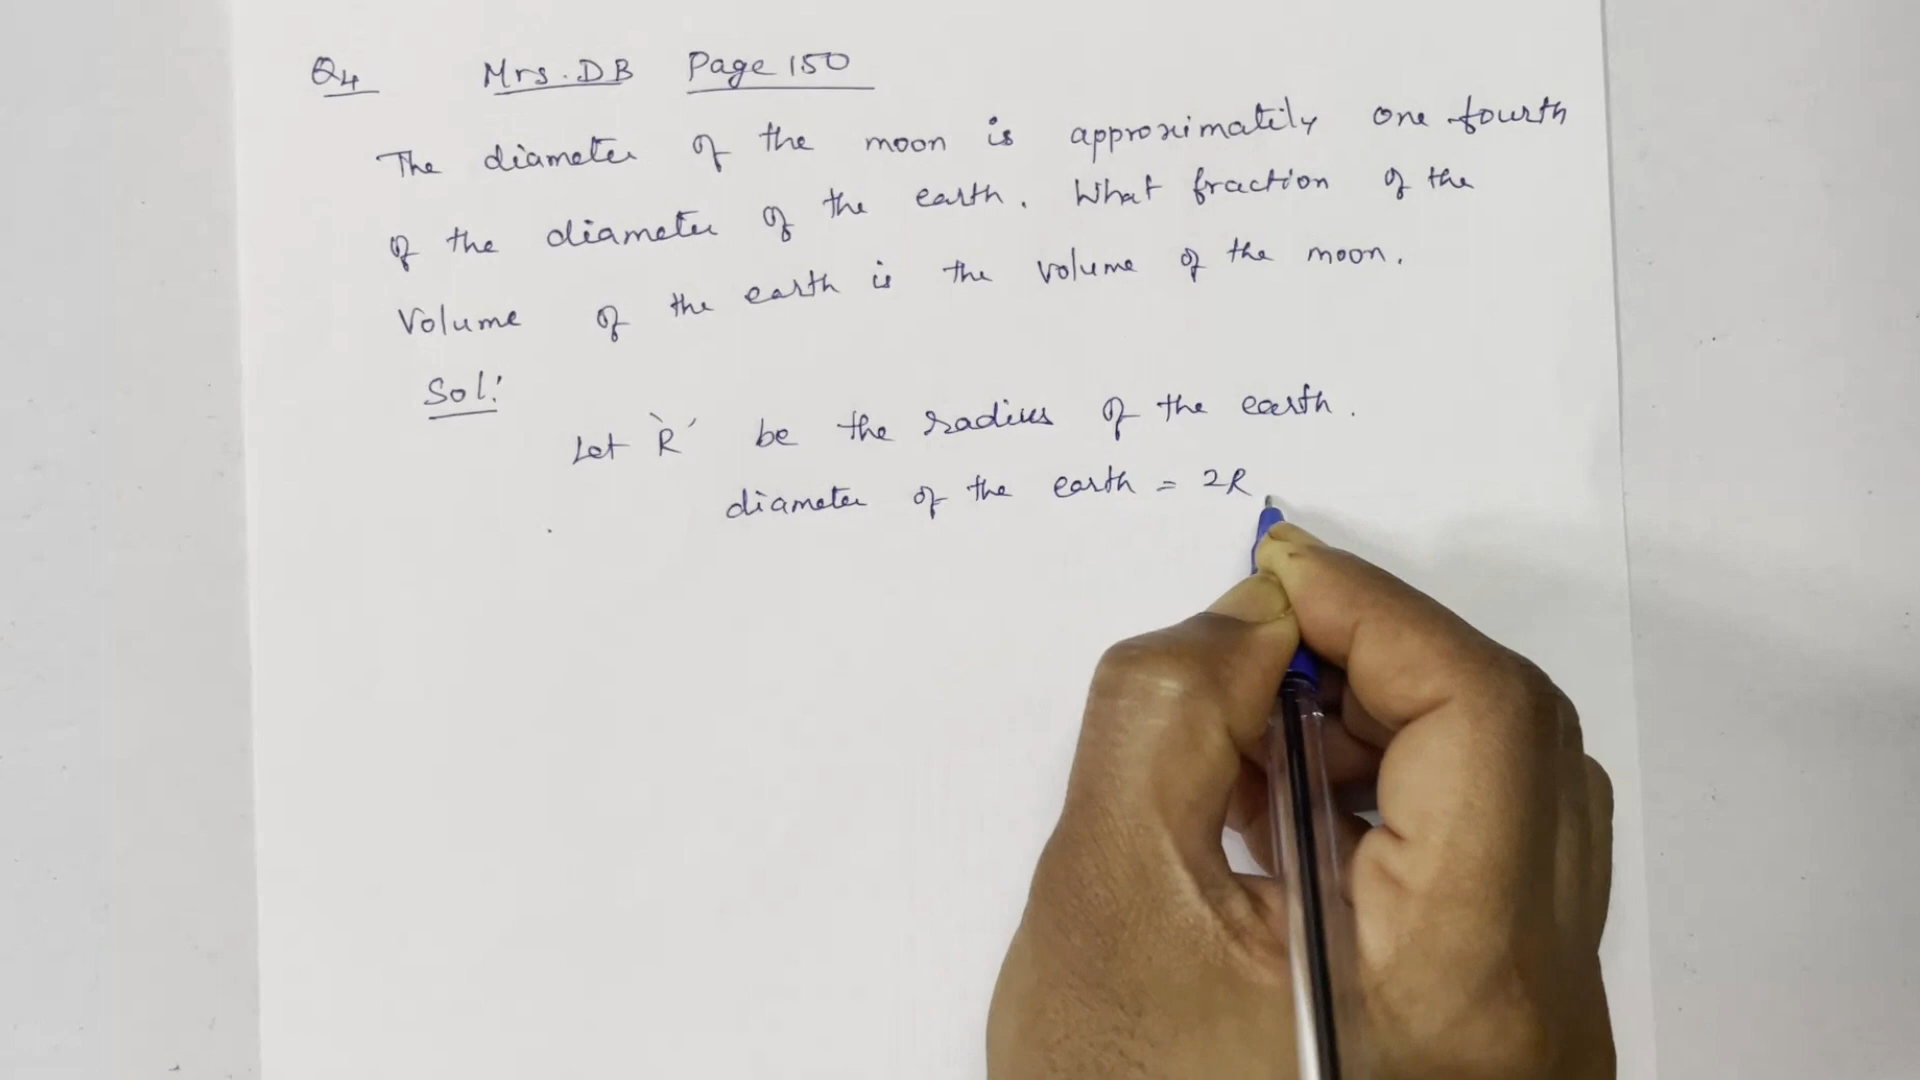 Q4 Mrs. DB Page 150
The diameter of the moon is approximately one fourth
of the diameter of the earth. What fraction of the
Volume of the earth is the volume of the moon.
Sol:
Let 'R' be the radius of the earth.
diameter of the earth = 2R